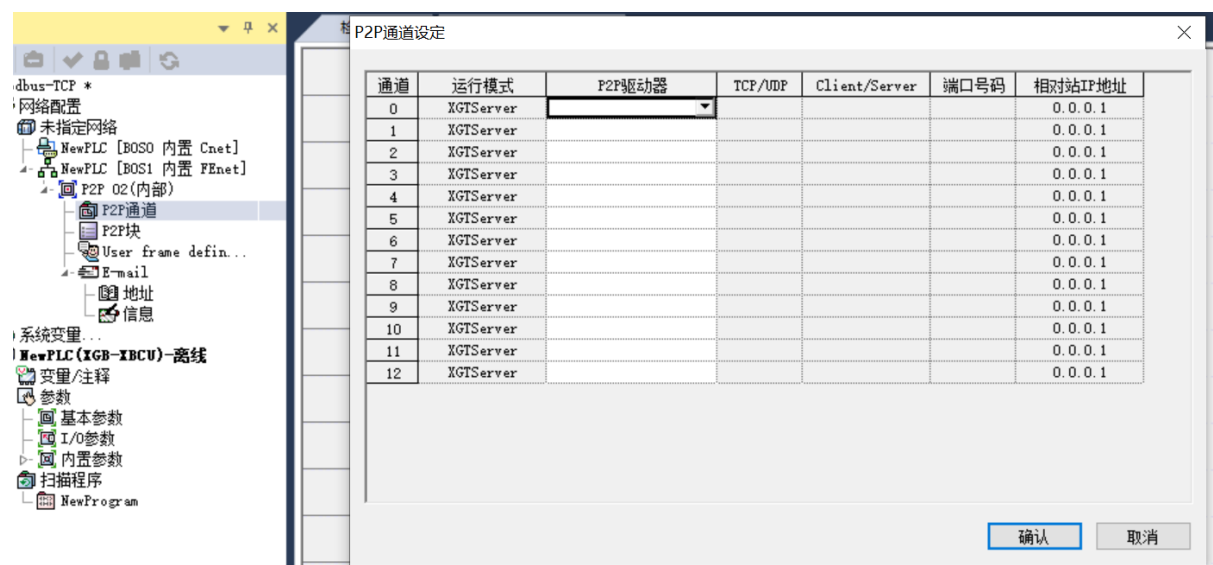 P2P通道设定
dbus-TCP *
网络配置
未指定网络
NewPLC [B0S0 内置 Cnet]
NewPLC [B0S1 内置 FEnet]
P2P 02(内部)
P2P通道
P2P块
User frame defin...
E-mail
地址
信息
系统变量...
NewPLC(XGB-XBCU)-离线
变量/注释
参数
基本参数
I/O参数
内置参数
扫描程序
NewProgram
通道 运行模式 P2P驱动器 TCP/UDP Client/Server 端口号码 相对站IP地址
0 XGTServer 0.0.0.1
1 XGTServer 0.0.0.1
2 XGTServer 0.0.0.1
3 XGTServer 0.0.0.1
4 XGTServer 0.0.0.1
5 XGTServer 0.0.0.1
6 XGTServer 0.0.0.1
7 XGTServer 0.0.0.1
8 XGTServer 0.0.0.1
9 XGTServer 0.0.0.1
10 XGTServer 0.0.0.1
11 XGTServer 0.0.0.1
12 XGTServer 0.0.0.1
确认 取消